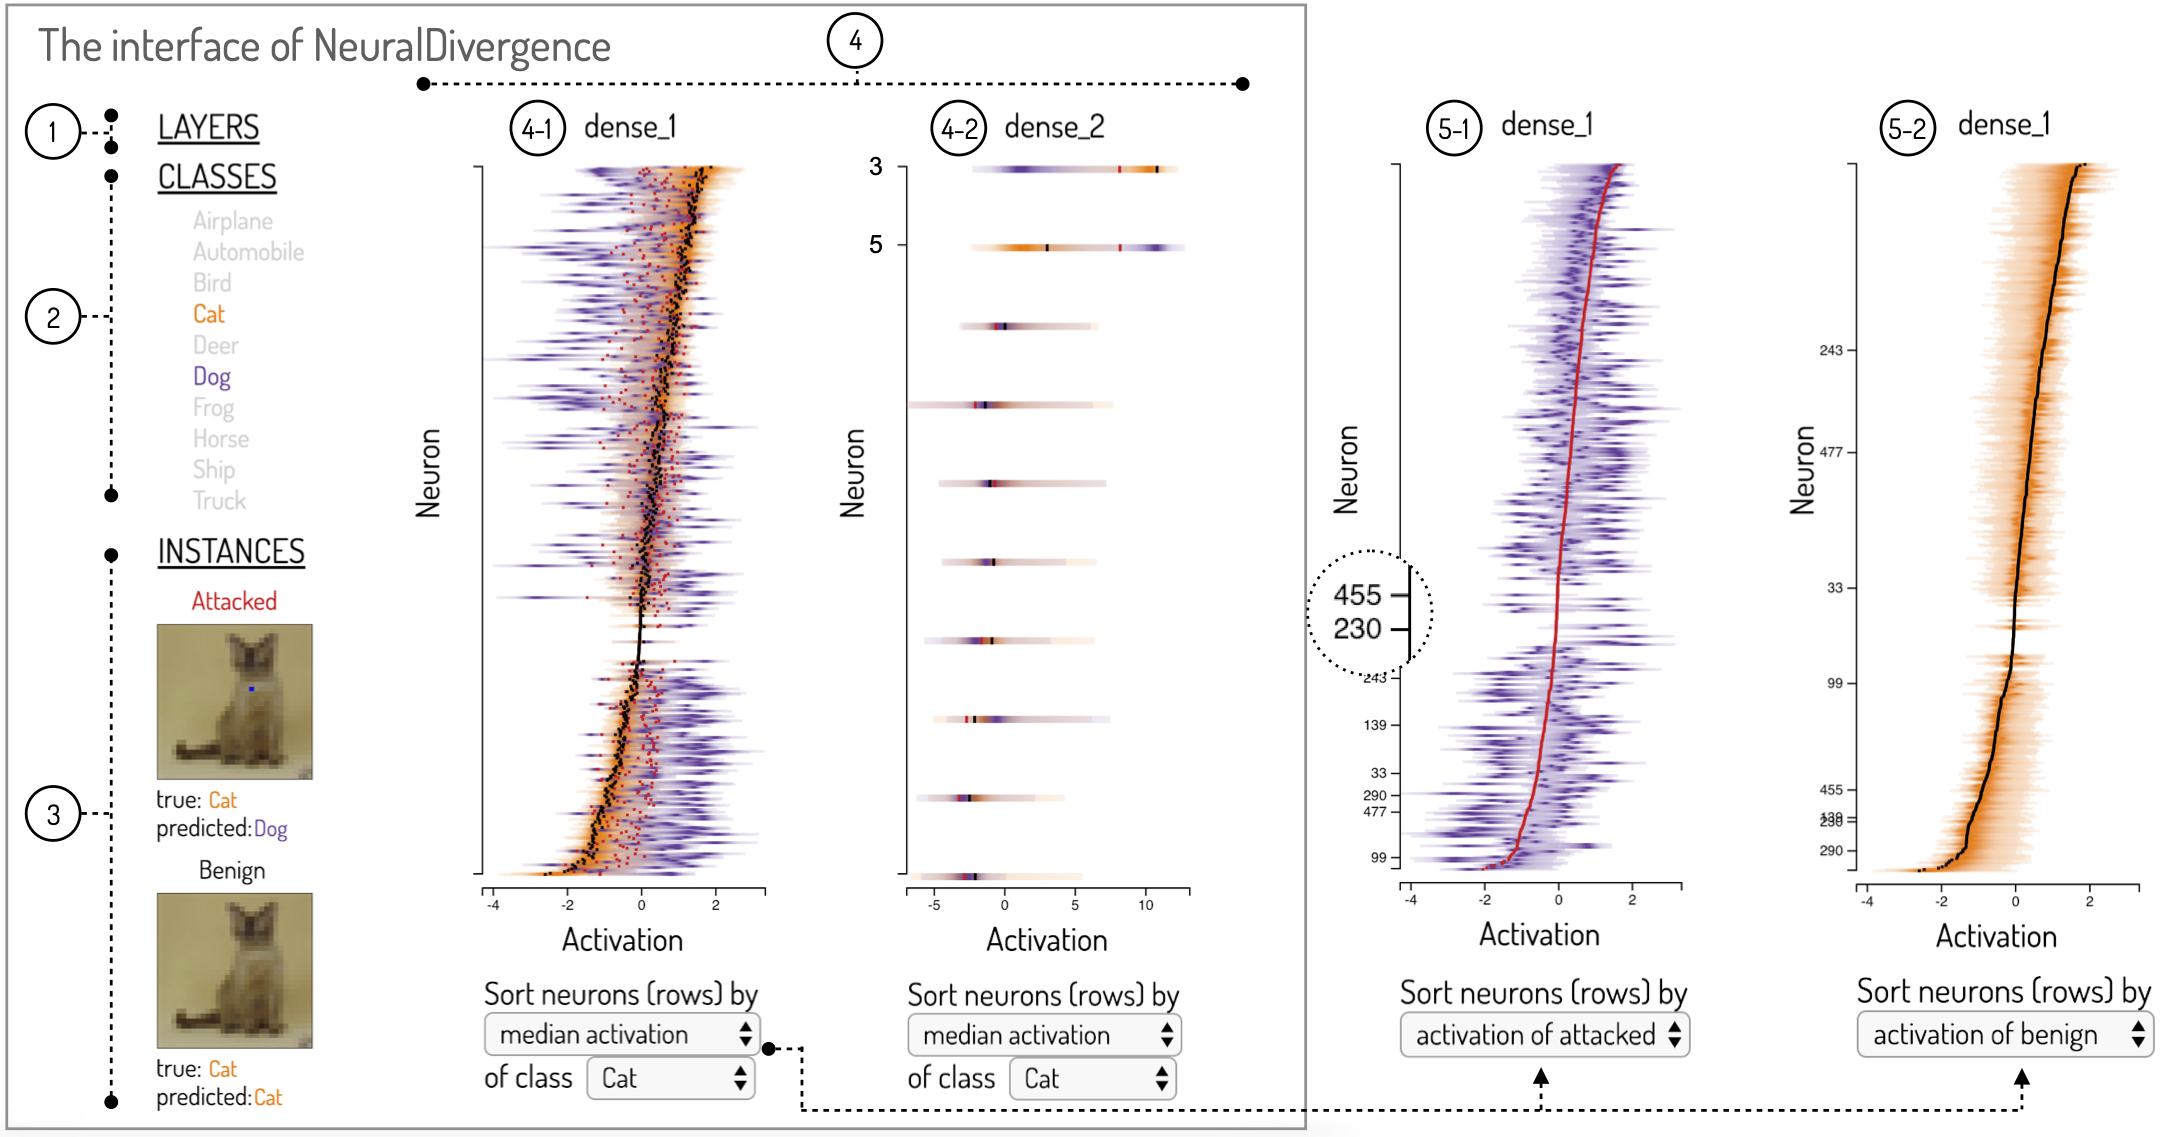 The interface of NeuralDivergence
4
1
LAYERS
2
CLASSES
Airplane
Automobile
Bird
Cat
Deer
Dog
Frog
Horse
Ship
Truck
3
INSTANCES
Attacked
true: Cat
predicted: Dog
Benign
true: Cat
predicted: Cat
4-1 dense_1
Neuron
-4 -2 0 2
Activation
Sort neurons (rows) by
median activation
of class Cat
4-2 dense_2
3
5
Neuron
-5 0 5 10
Activation
Sort neurons (rows) by
median activation
of class Cat
5-1 dense_1
Neuron
455
230
243
139
33
290
477
99
-4 -2 0 2
Activation
Sort neurons (rows) by
activation of attacked
5-2 dense_1
Neuron
243
477
33
99
455
290
-4 -2 0 2
Activation
Sort neurons (rows) by
activation of benign